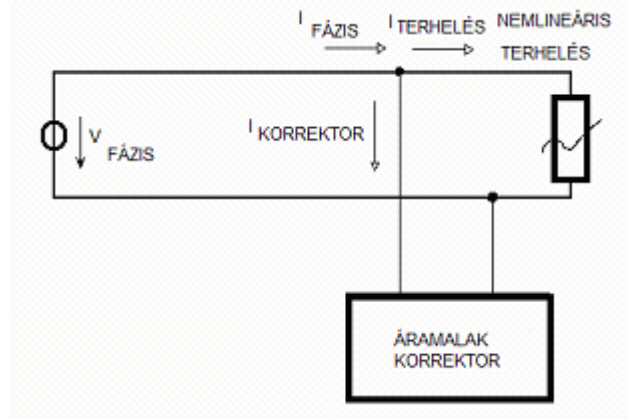 I FÁZIS
I TERHELÉS
NEMLINEÁRIS
TERHELÉS
V FÁZIS
I KORREKTOR
ÁRAMALAK
KORREKTOR